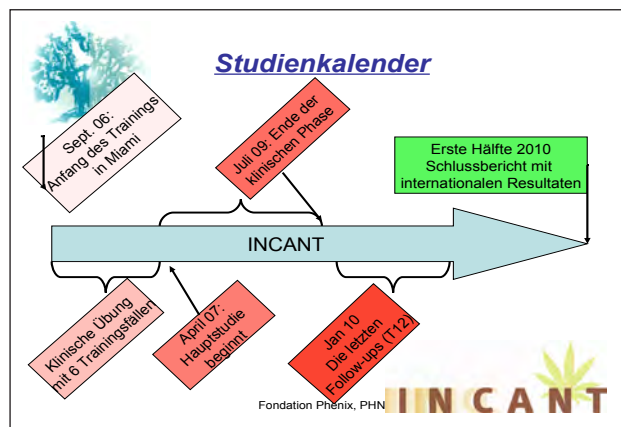 Studienkalender
Sept. 06:
Anfang des Trainings
in Miami
Juli 09: Ende der
klinischen Phase
Erste Hälfte 2010
Schlussbericht mit
internationalen Resultaten
INCANT
Klinische Übung
mit 6 Trainingsfällen
April 07:
Hauptstudie
beginnt
Jan 10
Die letzten
Follow-ups (T12)
Fondation Phénix, PHN
INCANT